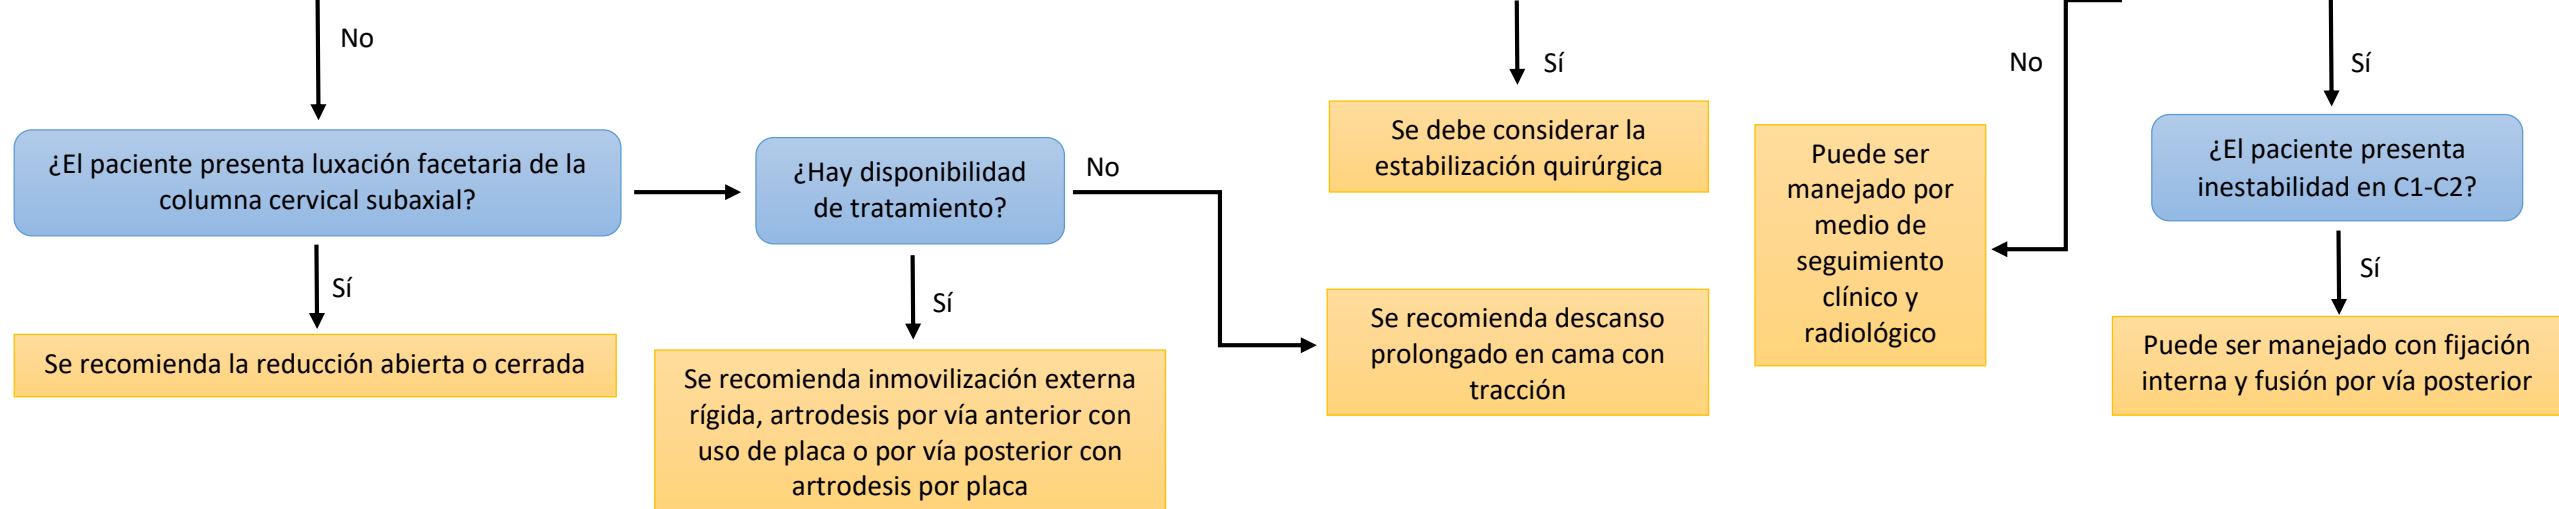 No
¿El paciente presenta luxación facetaria de la
columna cervical subaxial?
Sí
Se recomienda la reducción abierta o cerrada
¿Hay disponibilidad
de tratamiento?
No
Sí
Se recomienda inmovilización externa
rígida, artrodesis por vía anterior con
uso de placa o por vía posterior con
artrodesis por placa
Sí
Se debe considerar la
estabilización quirúrgica
Se recomienda descanso
prolongado en cama con
tracción
No
Puede ser
manejado por
medio de
seguimiento
clínico y
radiológico
Sí
¿El paciente presenta
inestabilidad en C1-C2?
Sí
Puede ser manejado con fijación
interna y fusión por vía posterior